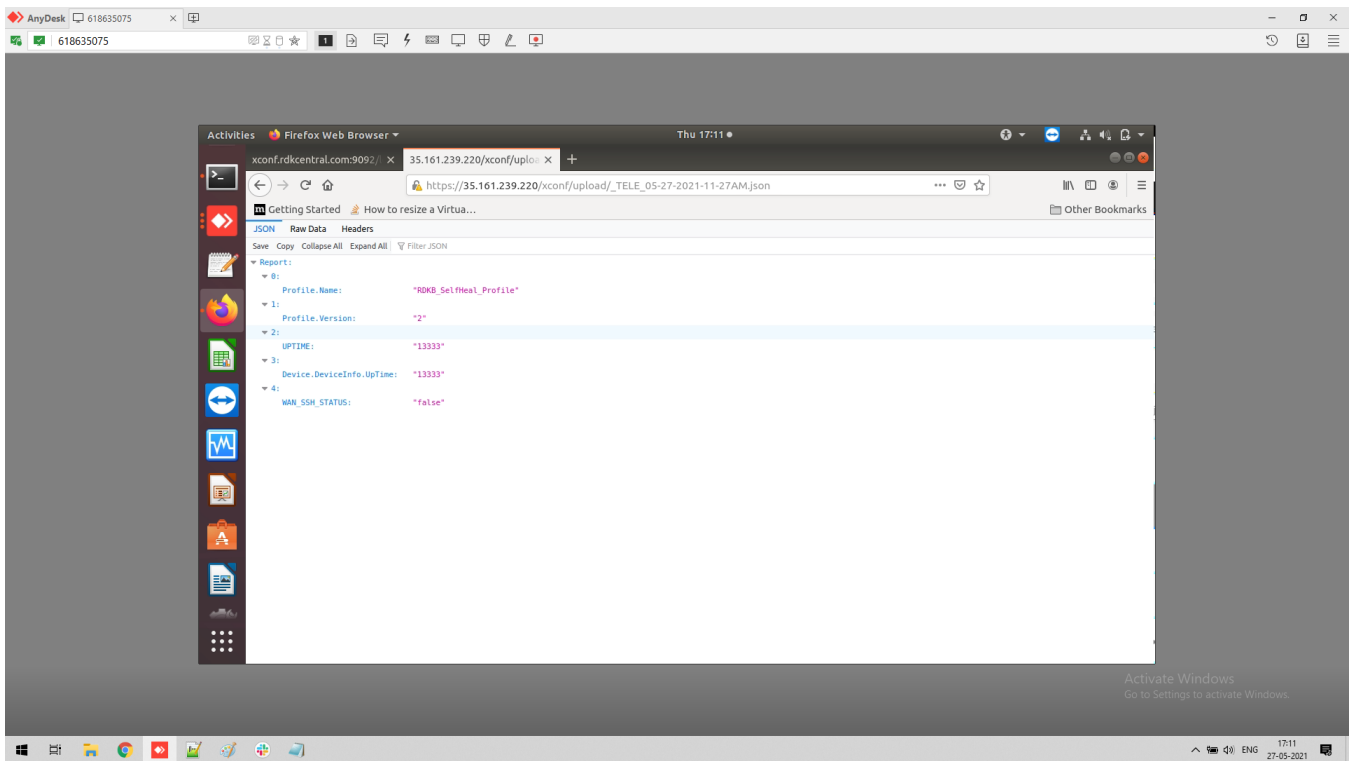 AnyDesk 618635075
618635075
1
Activities Firefox Web Browser Thu 17:11
xconf.rdkcentral.com:9092/ 35.161.239.220/xconf/uploa
https://35.161.239.220/xconf/upload/_TELE_05-27-2021-11-27AM.json
Getting Started How to resize a Virtua... Other Bookmarks
JSON Raw Data Headers
Save Copy Collapse All Expand All Filter JSON
Report:
0:
Profile.Name: "RDKB_SelfHeal_Profile"
1:
Profile.Version: "2"
2:
UPTIME: "13333"
3:
Device.DeviceInfo.UpTime: "13333"
4:
WAN_SSH_STATUS: "false"
Activate Windows
Go to Settings to activate Windows.
ENG 17:11
27-05-2021